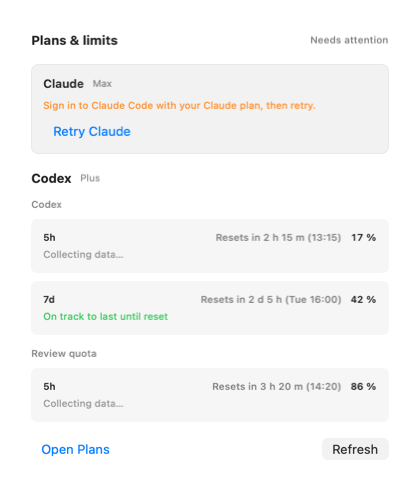 Plans & limits Needs attention
Claude Max
Sign in to Claude Code with your Claude plan, then retry.
Retry Claude
Codex Plus
Codex
5h Resets in 2 h 15 m (13:15) 17 %
Collecting data...
7d Resets in 2 d 5 h (Tue 16:00) 42 %
On track to last until reset
Review quota
5h Resets in 3 h 20 m (14:20) 86 %
Collecting data...
Open Plans Refresh